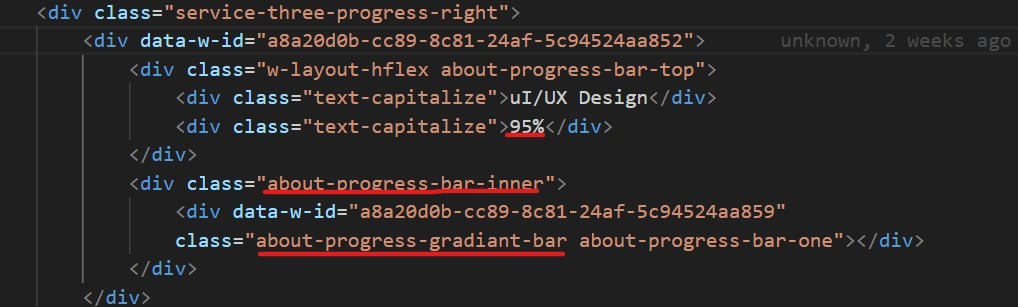 <div class="service-three-progress-right">
<div data-w-id="a8a20d0b-cc89-8c81-24af-5c94524aa852"> unknown, 2 weeks ago
<div class="w-layout-hflex about-progress-bar-top">
<div class="text-capitalize">uI/UX Design</div>
<div class="text-capitalize">95%</div>
</div>
<div class="about-progress-bar-inner">
<div data-w-id="a8a20d0b-cc89-8c81-24af-5c94524aa859"
class="about-progress-gradiant-bar about-progress-bar-one"></div>
</div>
</div>